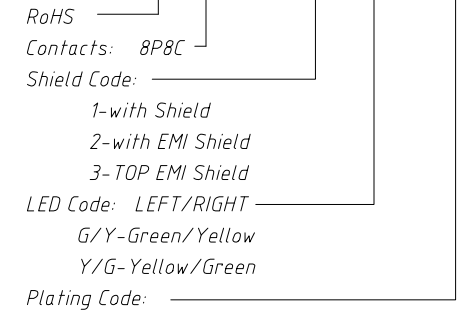 RoHS
Contacts: 8P8C
Shield Code:
1-with Shield
2-with EMI Shield
3-TOP EMI Shield
LED Code: LEFT/RIGHT
G/Y-Green/Yellow
Y/G-Yellow/Green
Plating Code: